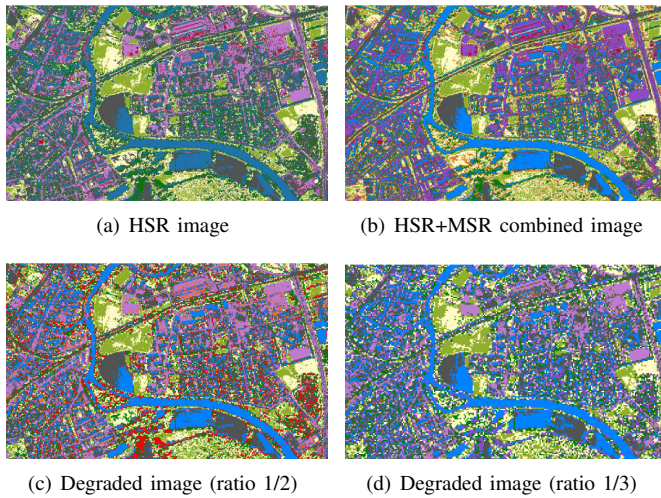 (a) HSR image
(b) HSR+MSR combined image
(c) Degraded image (ratio 1/2)
(d) Degraded image (ratio 1/3)